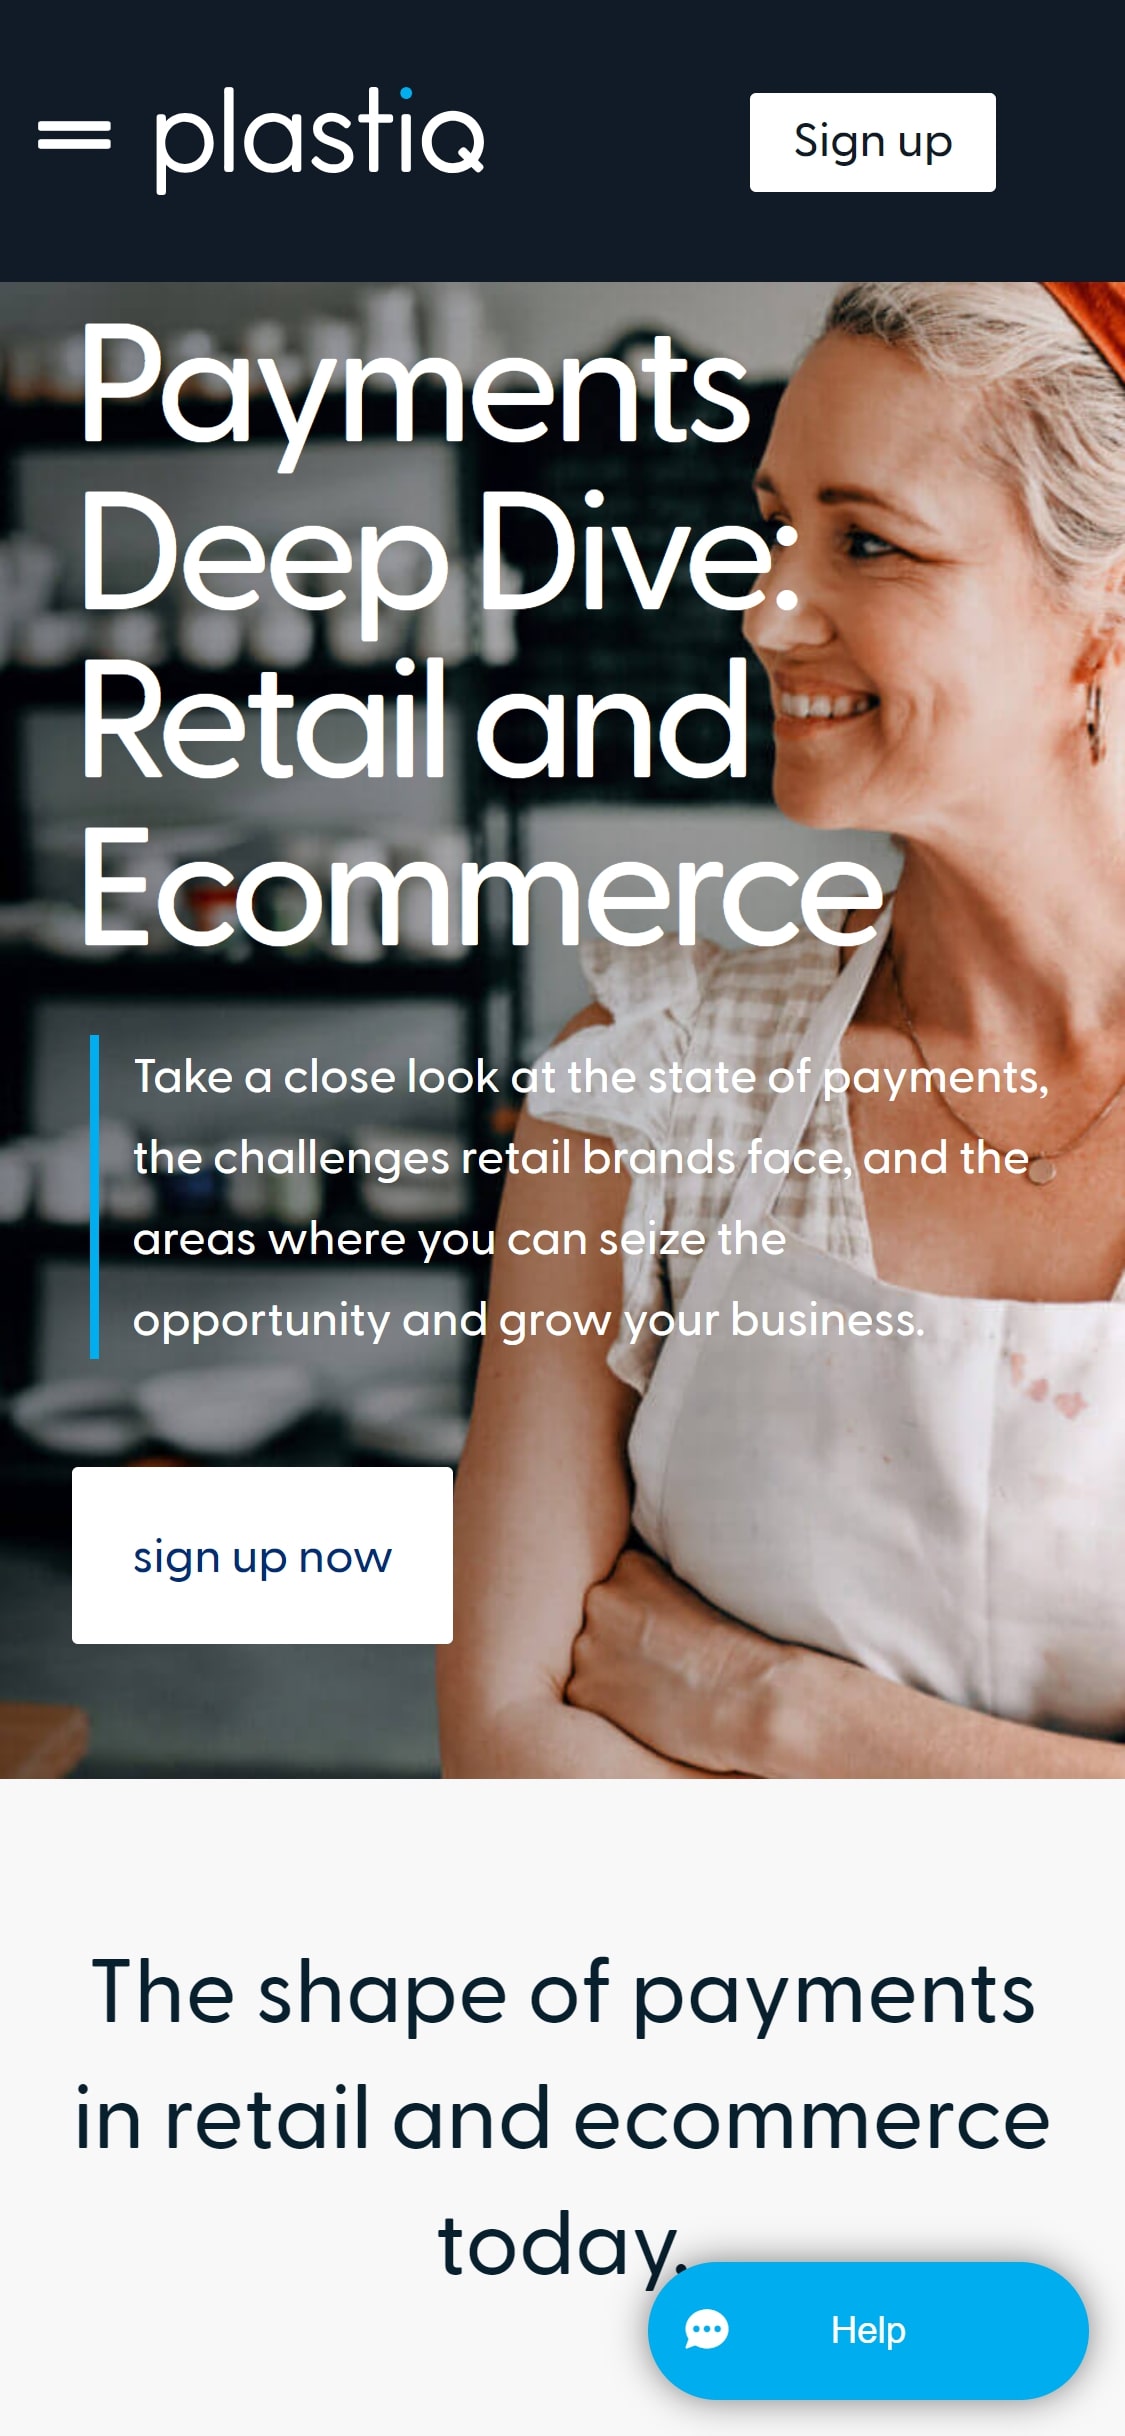 plastiq
Sign up
Payments
Deep Dive:
Retail and
Ecommerce
Take a close look at the state of payments,
the challenges retail brands face, and the
areas where you can seize the
opportunity and grow your business.
sign up now
The shape of payments
in retail and ecommerce
today.
Help